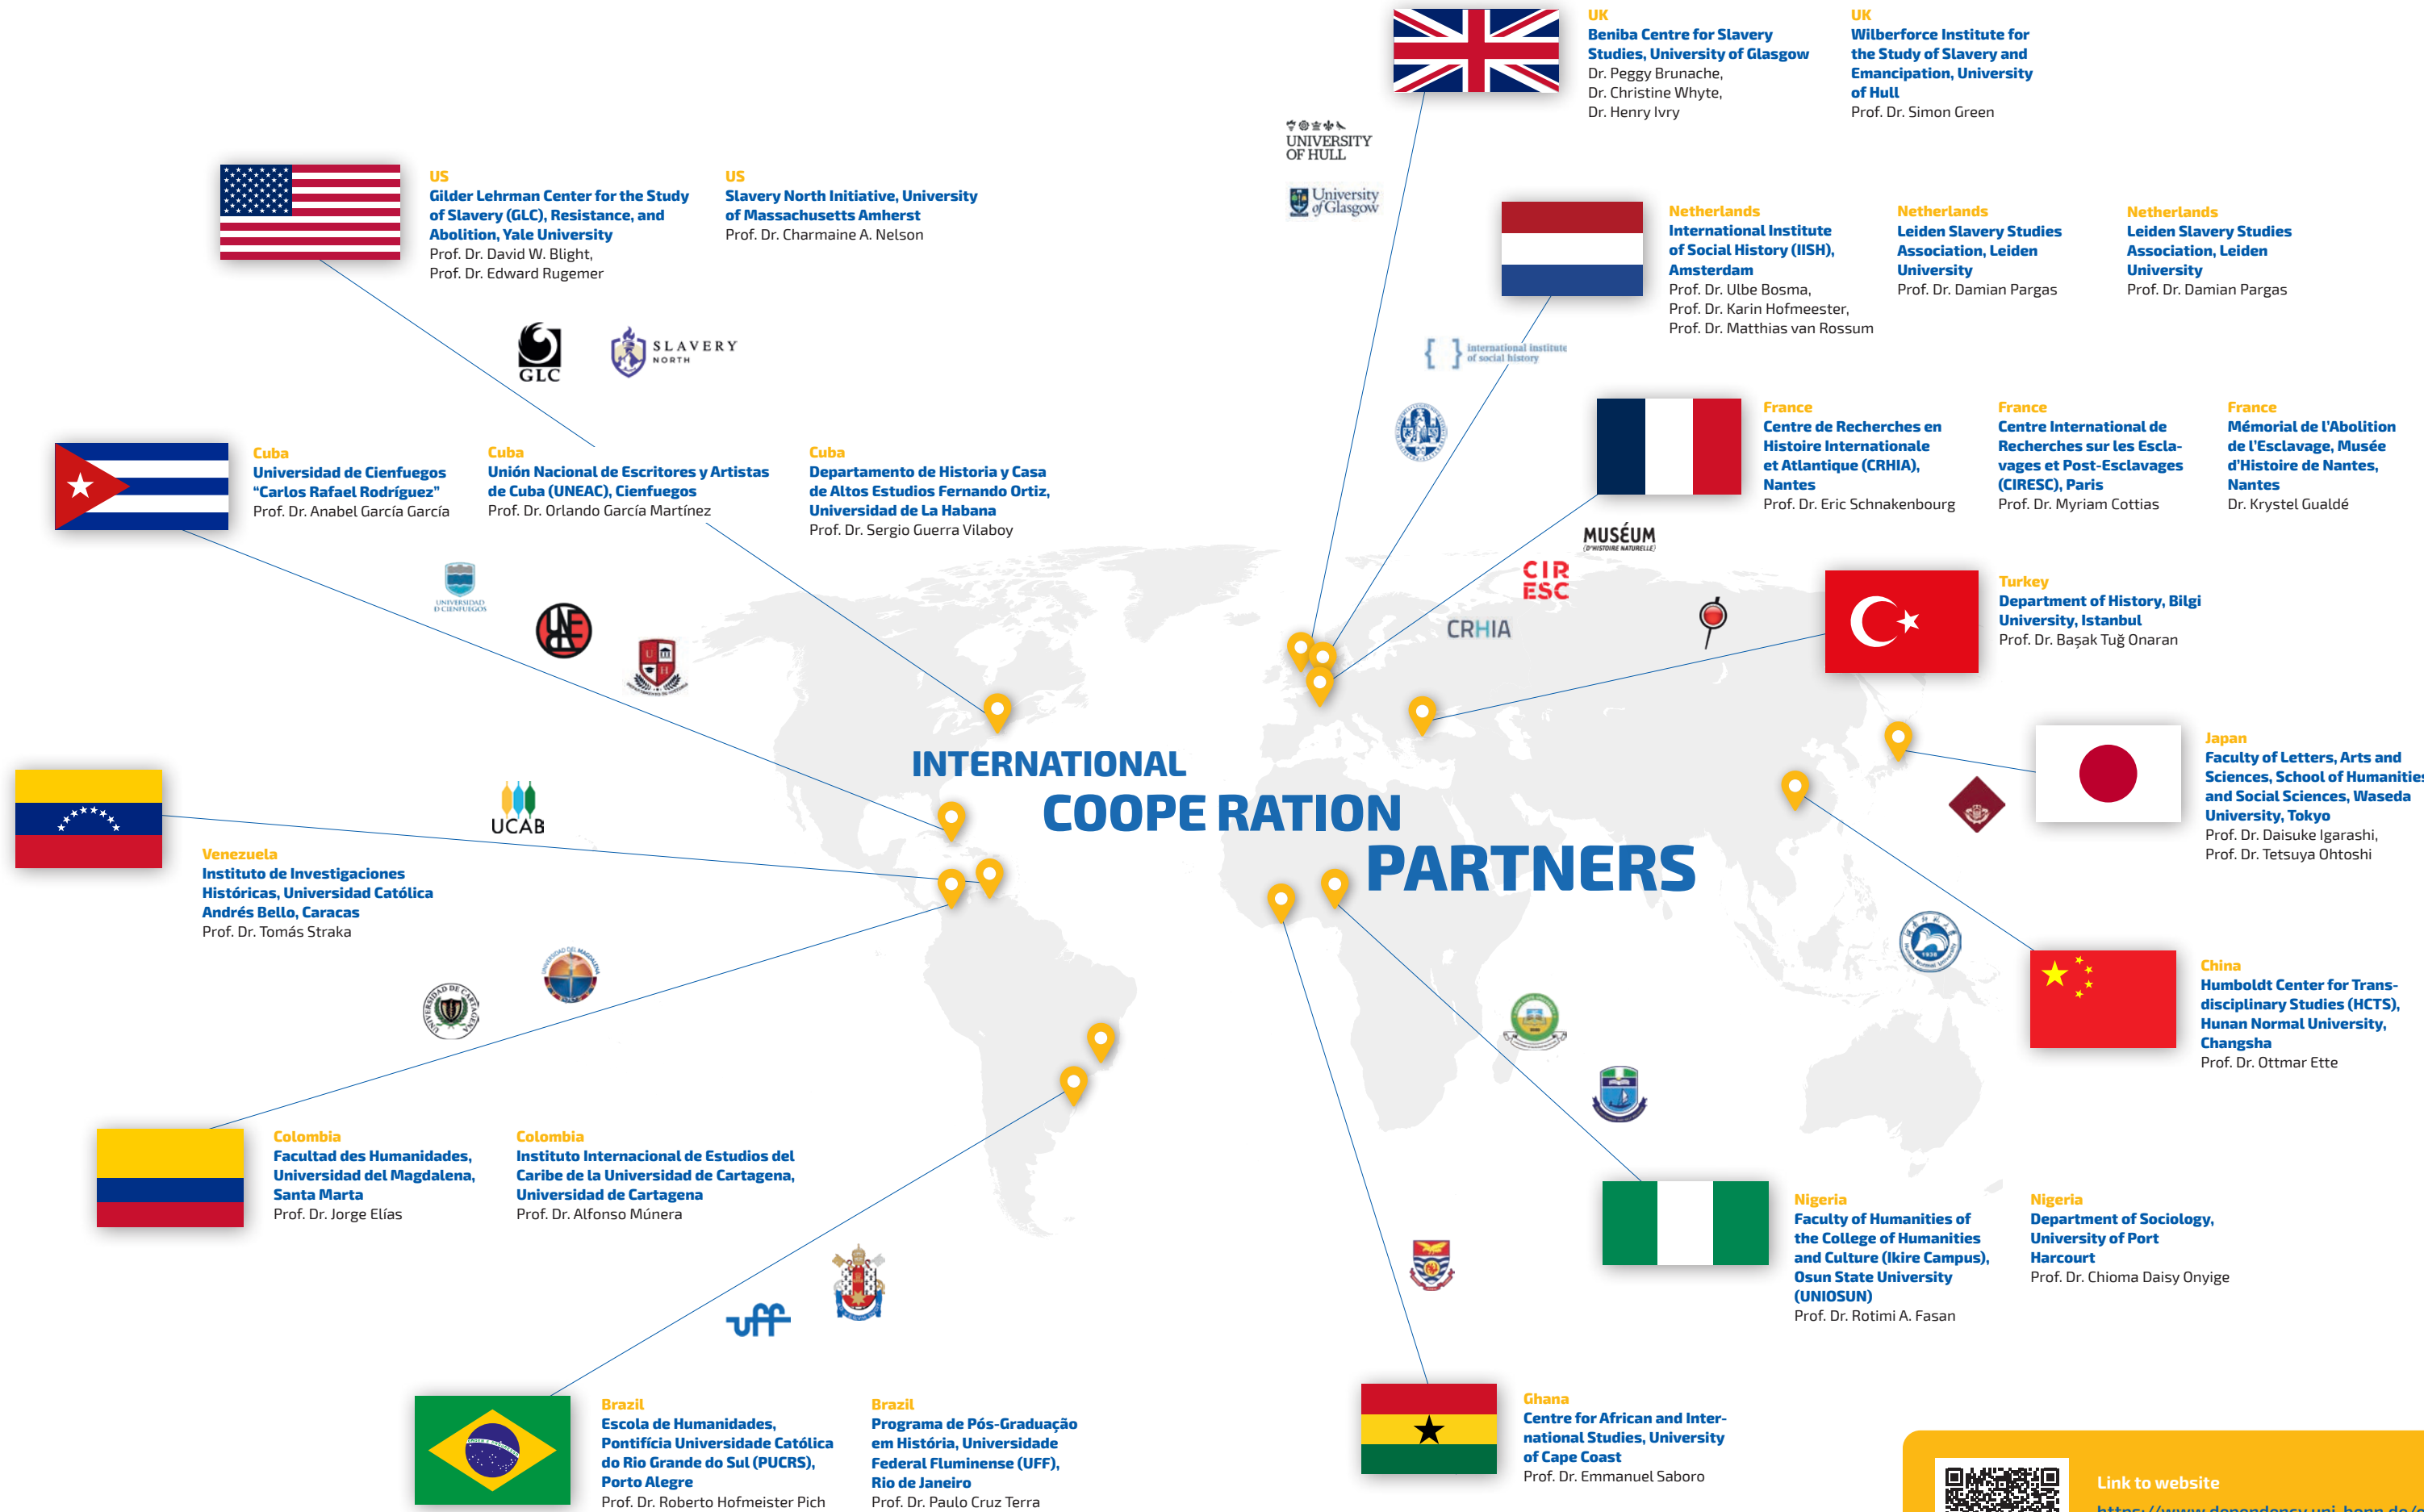 UK
Beniba Centre for Slavery
Studies, University of Glasgow
Dr. Peggy Brunache,
Dr. Christine Whyte,
Dr. Henry Ivry
UK
Wilberforce Institute for
the Study of Slavery and
Emancipation, University
of Hull
Prof. Dr. Simon Green
UNIVERSITY
OF HULL
University
of Glasgow
US
Gilder Lehrman Center for the Study
of Slavery (GLC), Resistance, and
Abolition, Yale University
Prof. Dr. David W. Blight,
Prof. Dr. Edward Rugemer
US
Slavery North Initiative, University
of Massachusetts Amherst
Prof. Dr. Charmaine A. Nelson
GLC
SLAVERY
NORTH
Netherlands
International Institute
of Social History (IISH),
Amsterdam
Prof. Dr. Ulbe Bosma,
Prof. Dr. Karin Hofmeester,
Prof. Dr. Matthias van Rossum
Netherlands
Leiden Slavery Studies
Association, Leiden
University
Prof. Dr. Damian Pargas
Netherlands
Leiden Slavery Studies
Association, Leiden
University
Prof. Dr. Damian Pargas
international institute
of social history
Cuba
Universidad de Cienfuegos
“Carlos Rafael Rodríguez”
Prof. Dr. Anabel García García
Cuba
Unión Nacional de Escritores y Artistas
de Cuba (UNEAC), Cienfuegos
Prof. Dr. Orlando García Martínez
Cuba
Departamento de Historia y Casa
de Altos Estudios Fernando Ortiz,
Universidad de La Habana
Prof. Dr. Sergio Guerra Vilaboy
UNIVERSIDAD
D CIENFUEGOS
U H
DEPARTAMENTO DE HISTORIA
France
Centre de Recherches en
Histoire Internationale
et Atlantique (CRHIA),
Nantes
Prof. Dr. Eric Schnakenbourg
France
Centre International de
Recherches sur les Escla-
vages et Post-Esclavages
(CIRESC), Paris
Prof. Dr. Myriam Cottias
France
Mémorial de l’Abolition
de l’Esclavage, Musée
d’Histoire de Nantes,
Nantes
Dr. Krystel Gualdé
MUSÉUM
(D'HISTOIRE NATURELLE)
CIR
ESC
CRHIA
Turkey
Department of History, Bilgi
University, Istanbul
Prof. Dr. Başak Tuğ Onaran
INTERNATIONAL
COOPE RATION
PARTNERS
Japan
Faculty of Letters, Arts and
Sciences, School of Humanities
and Social Sciences, Waseda
University, Tokyo
Prof. Dr. Daisuke Igarashi,
Prof. Dr. Tetsuya Ohtoshi
UCAB
Venezuela
Instituto de Investigaciones
Históricas, Universidad Católica
Andrés Bello, Caracas
Prof. Dr. Tomás Straka
UNIVERSIDAD DE CARTAGENA
UNIVERSIDAD DEL MAGDALENA
Hunan Normal University
1938
China
Humboldt Center for Trans-
disciplinary Studies (HCTS),
Hunan Normal University,
Changsha
Prof. Dr. Ottmar Ette
Colombia
Facultad des Humanidades,
Universidad del Magdalena,
Santa Marta
Prof. Dr. Jorge Elías
Colombia
Instituto Internacional de Estudios del
Caribe de la Universidad de Cartagena,
Universidad de Cartagena
Prof. Dr. Alfonso Múnera
Nigeria
Faculty of Humanities of
the College of Humanities
and Culture (Ikire Campus),
Osun State University
(UNIOSUN)
Prof. Dr. Rotimi A. Fasan
Nigeria
Department of Sociology,
University of Port
Harcourt
Prof. Dr. Chioma Daisy Onyige
uff
Brazil
Escola de Humanidades,
Pontifícia Universidade Católica
do Rio Grande do Sul (PUCRS),
Porto Alegre
Prof. Dr. Roberto Hofmeister Pich
Brazil
Programa de Pós-Graduação
em História, Universidade
Federal Fluminense (UFF),
Rio de Janeiro
Prof. Dr. Paulo Cruz Terra
Ghana
Centre for African and Inter-
national Studies, University
of Cape Coast
Prof. Dr. Emmanuel Saboro
Link to website